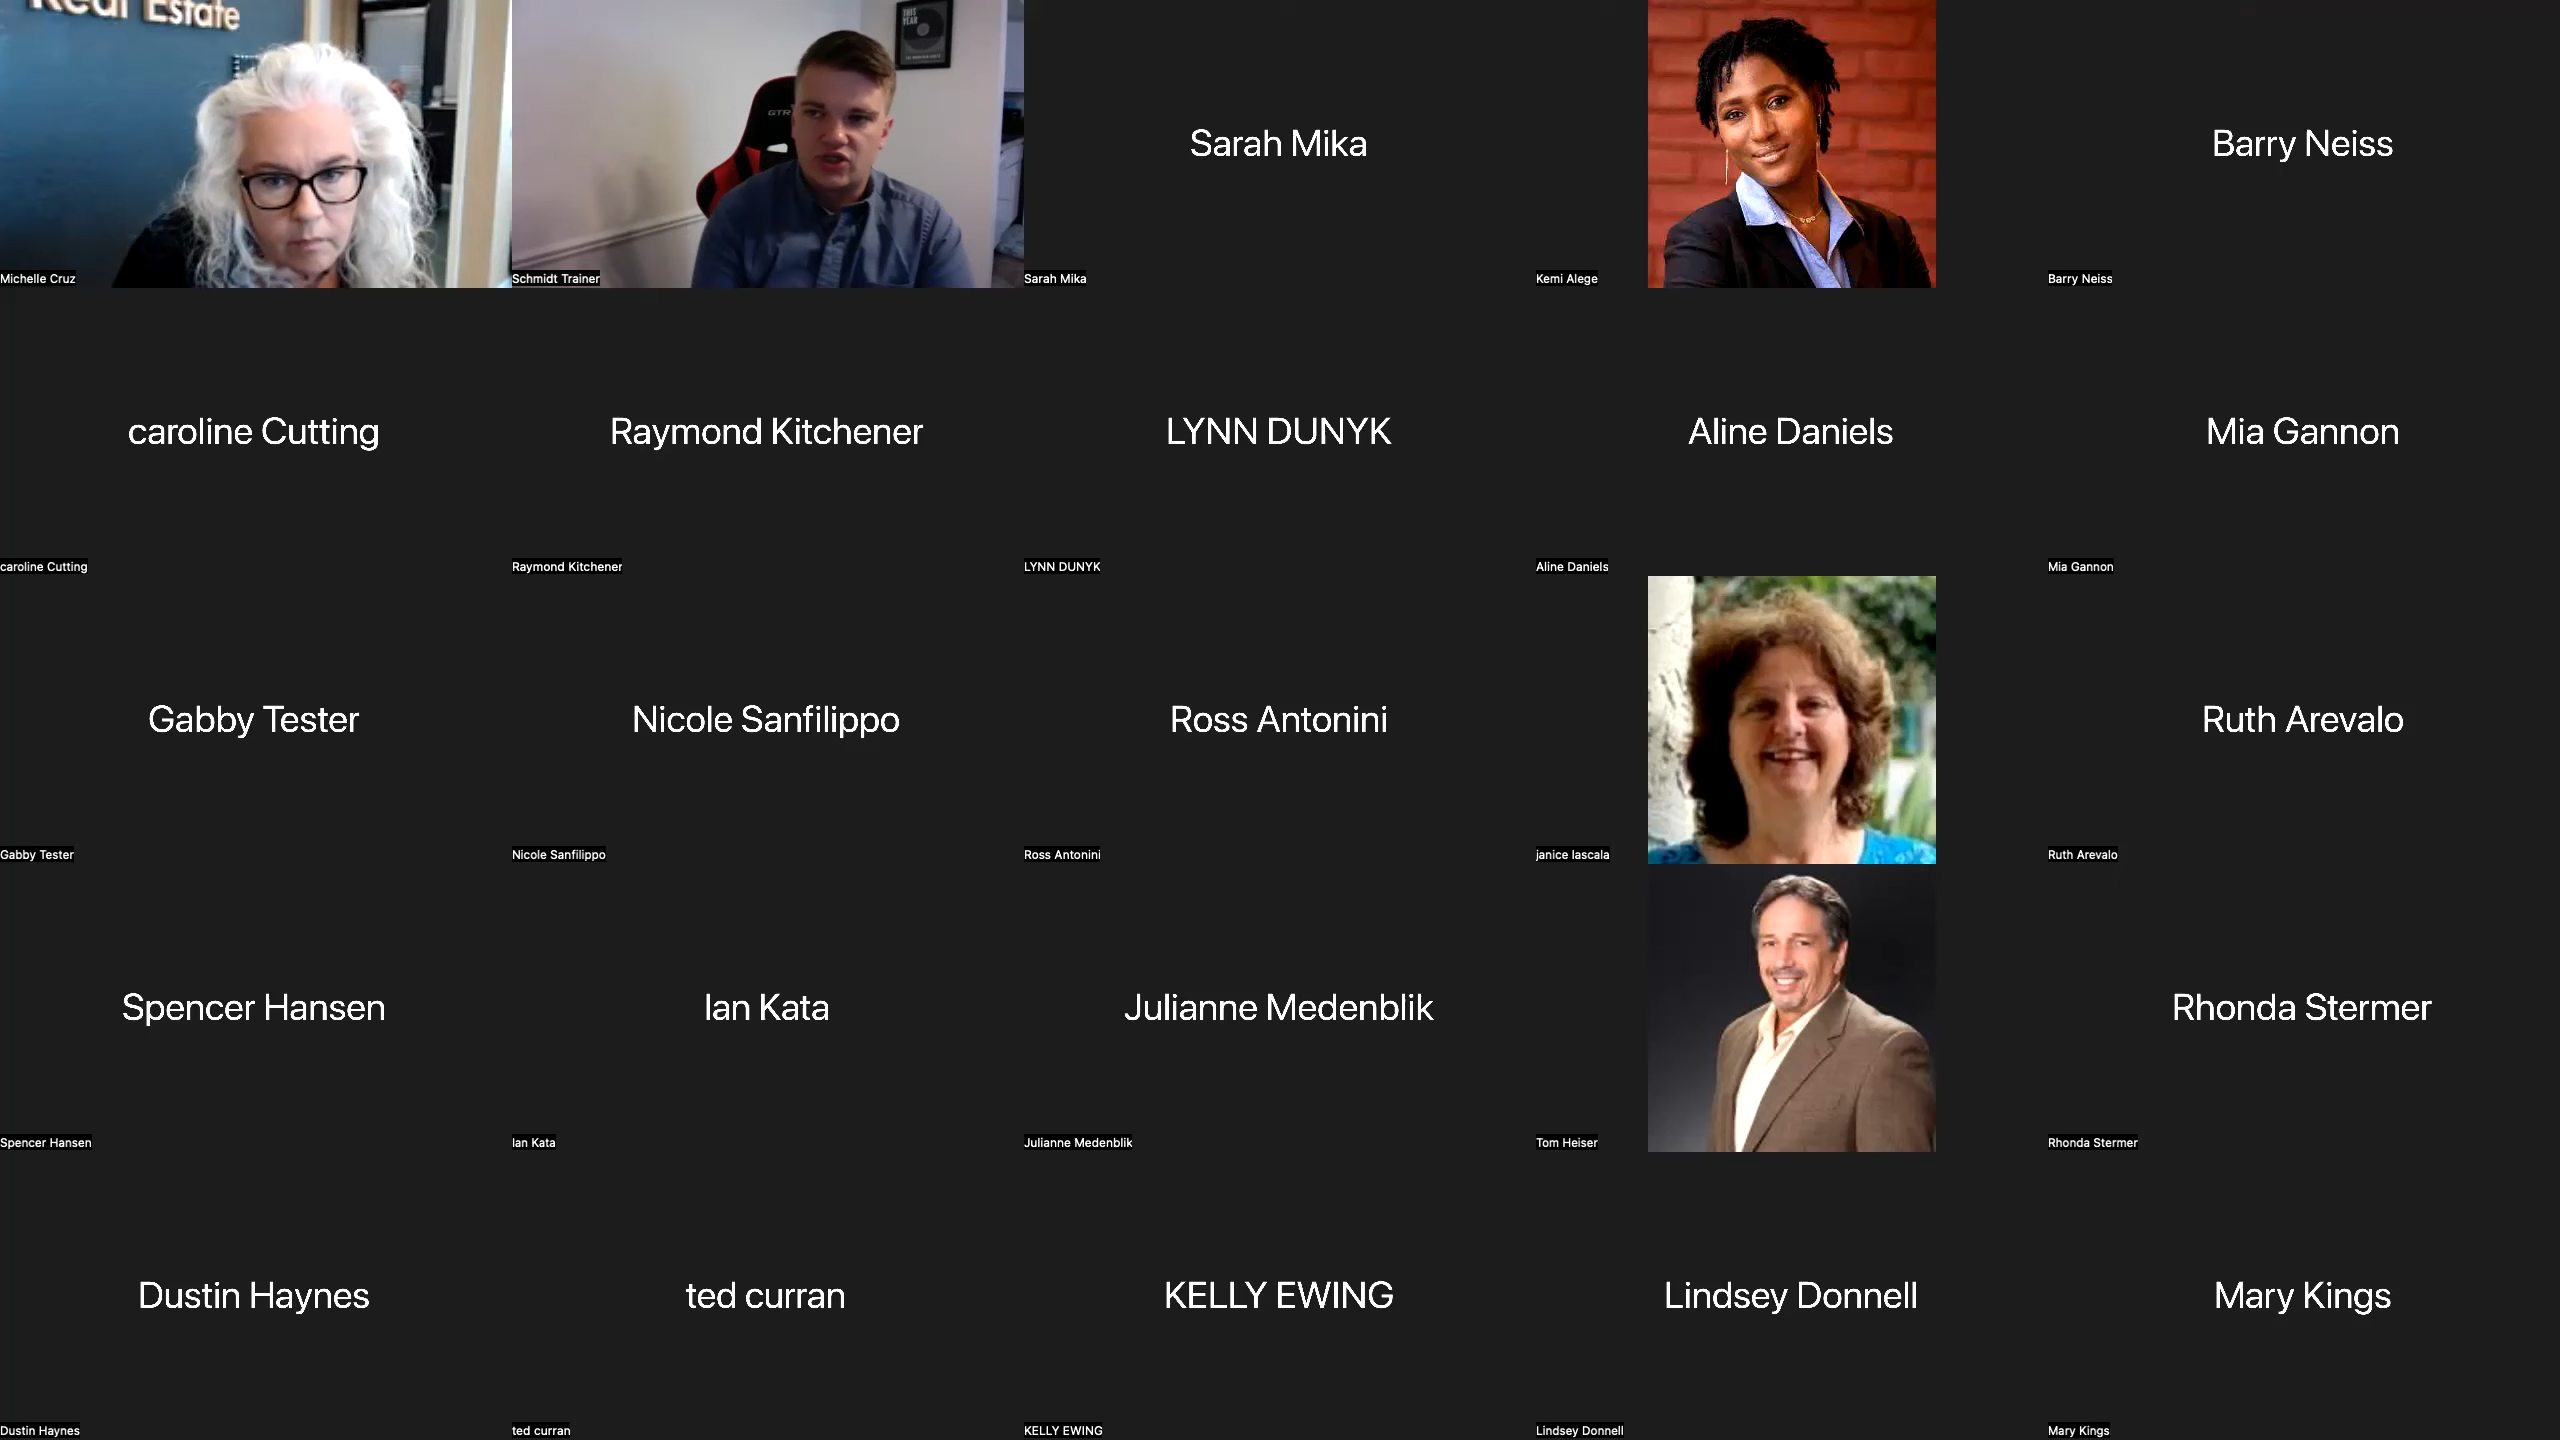 Real Estate
THIS
YEAR
GTR
Michelle Cruz
Schmidt Trainer
Sarah Mika
Sarah Mika
Kemi Alege
Barry Neiss
Barry Neiss
caroline Cutting
caroline Cutting
Raymond Kitchener
Raymond Kitchener
LYNN DUNYK
LYNN DUNYK
Aline Daniels
Aline Daniels
Mia Gannon
Mia Gannon
Gabby Tester
Gabby Tester
Nicole Sanfilippo
Nicole Sanfilippo
Ross Antonini
Ross Antonini
janice lascala
Ruth Arevalo
Ruth Arevalo
Spencer Hansen
Spencer Hansen
Ian Kata
Ian Kata
Julianne Medenblik
Julianne Medenblik
Tom Heiser
Rhonda Stermer
Rhonda Stermer
Dustin Haynes
Dustin Haynes
ted curran
ted curran
KELLY EWING
KELLY EWING
Lindsey Donnell
Lindsey Donnell
Mary Kings
Mary Kings